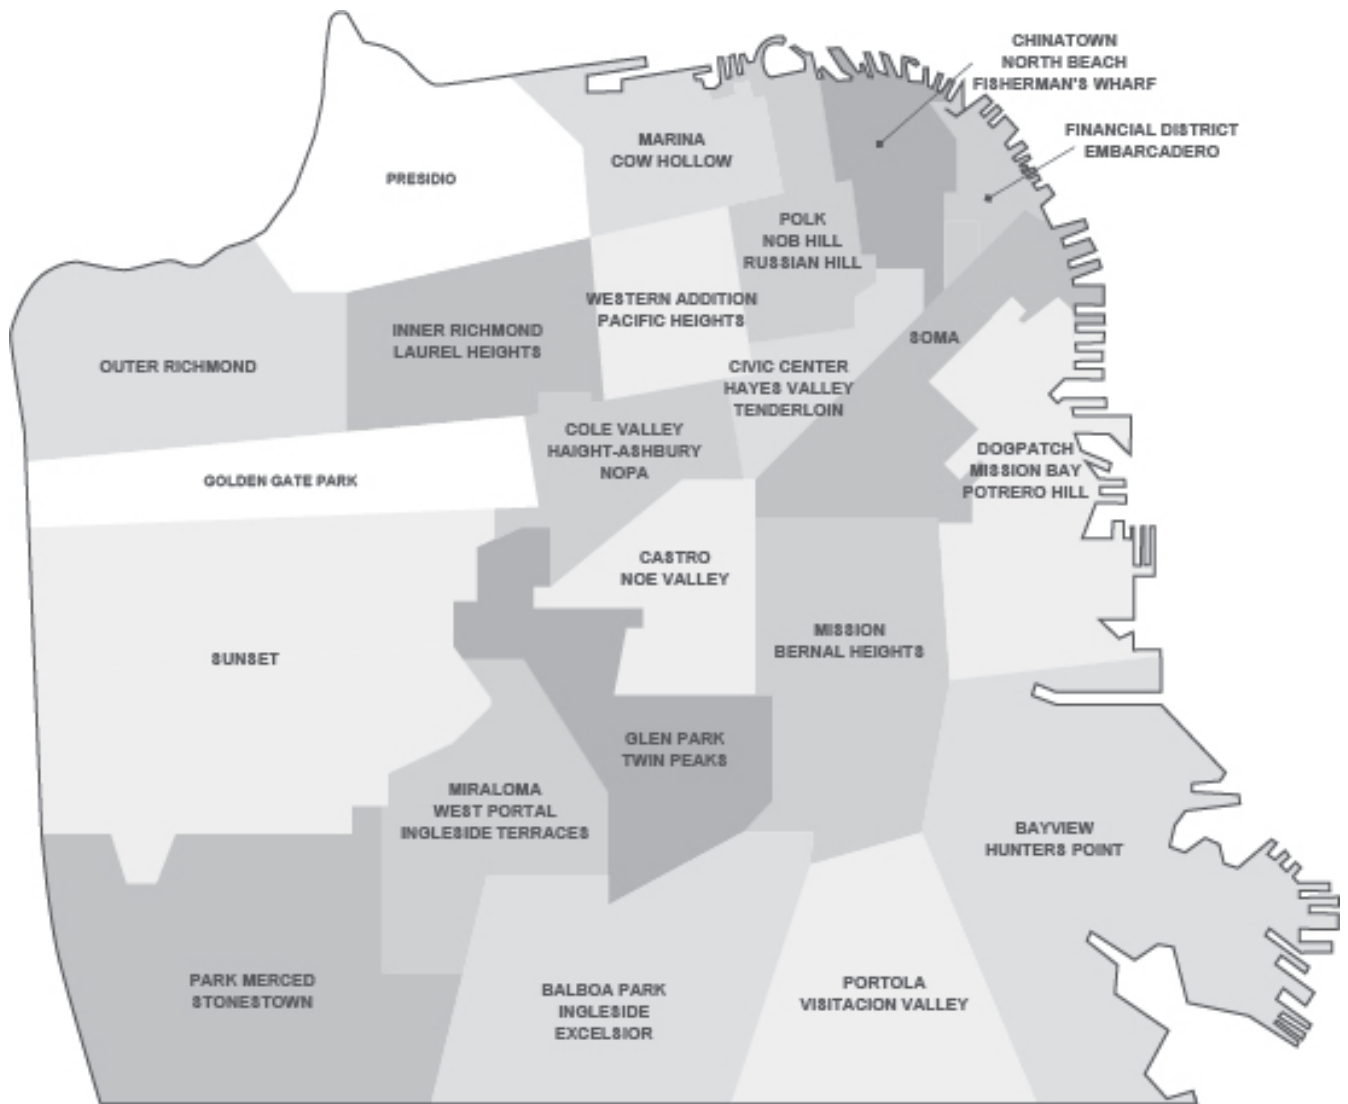 CHINATOWN
NORTH BEACH
FISHERMAN'S WHARF
FINANCIAL DISTRICT
EMBARCADERO
MARINA
COW HOLLOW
PRESIDIO
POLK
NOB HILL
RUSSIAN HILL
WESTERN ADDITION
PACIFIC HEIGHTS
INNER RICHMOND
LAUREL HEIGHTS
SOMA
OUTER RICHMOND
CIVIC CENTER
HAYES VALLEY
TENDERLOIN
COLE VALLEY
HAIGHT-ASHBURY
NOPA
DOGPATCH
MISSION BAY
POTRERO HILL
GOLDEN GATE PARK
CASTRO
NOE VALLEY
MISSION
BERNAL HEIGHTS
SUNSET
GLEN PARK
TWIN PEAKS
MIRALOMA
WEST PORTAL
INGLESIDE TERRACES
BAYVIEW
HUNTERS POINT
PARK MERCED
STONESTOWN
BALBOA PARK
INGLESIDE
EXCELSIOR
PORTOLA
VISITACION VALLEY